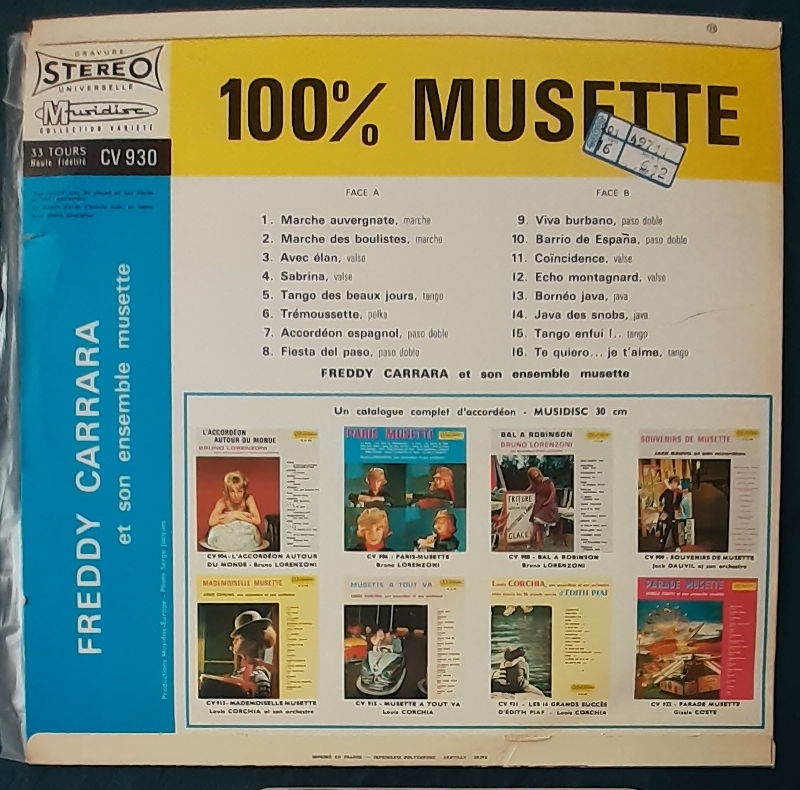 GRAVURE
STEREO
UNIVERSELLE
Musidisc
COLLECTION VARIÉTÉ
33 TOURS
Haute Fidélité
CV 930
100% MUSETTE
FACE A
1. Marche auvergnate, marche
2. Marche des boulistes, marche
3. Avec élan, valse
4. Sabrina, valse
5. Tango des beaux jours, tango
6. Trémoussette, polka
7. Accordéon espagnol, paso doble
8. Fiesta del paso, paso doble
FACE B
9. Viva burbano, paso doble
10. Barrio de España, paso doble
11. Coïncidence, valse
12. Echo montagnard, valse
13. Bornéo java, java
14. Java des snobs, java
15. Tango enfui !.. tango
16. Te quiero... je t'aime, tango
FREDDY CARRARA et son ensemble musette
FREDDY CARRARA
et son ensemble musette
Productions Musidisc-Europe - Photo Serge Jacques
Un catalogue complet d'accordéon - MUSIDISC 30 cm
L'ACCORDÉON
AUTOUR DU MONDE
BRUNO LORENZONI
CV 904 - L'ACCORDÉON AUTOUR
DU MONDE - Bruno LORENZONI
PARIS MUSETTE
CV 906 : PARIS-MUSETTE
Bruno LORENZONI
BAL A ROBINSON
BRUNO LORENZONI
CV 908 - BAL A ROBINSON
Bruno LORENZONI
SOUVENIRS DE MUSETTE
CV 909 - SOUVENIRS DE MUSETTE
Jack DAUVIL et son orchestre
MADEMOISELLE MUSETTE
CV 913 - MADEMOISELLE MUSETTE
Louis CORCHIA et son orchestre
MUSETTE A TOUT VA
CV 915 - MUSETTE A TOUT VA
Louis CORCHIA
Louis CORCHIA,
d'ÉDITH PIAF
CV 921 - LES 16 GRANDS SUCCÈS
D'ÉDITH PIAF - Louis CORCHIA
PARADE MUSETTE
CV 922 - PARADE MUSETTE
Gisèle COSTE